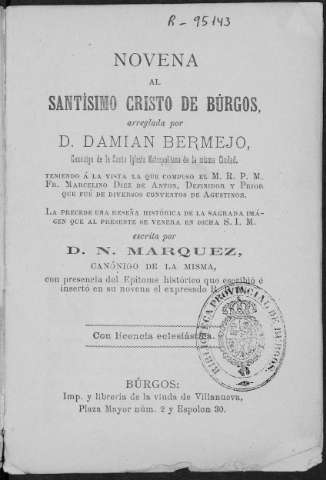 R-95143
NOVENA
AL
SANTÍSIMO CRISTO DE BÚRGOS,
arreglada por
D. DAMIAN BERMEJO,
Canonigo de la Santa Iglesia Metropolitana de la misma Ciudad,
TENIENDO Á LA VISTA LA QUE COMPUSO EL M. R. P. M.
FR. MARCELINO DIEZ DE ANTON, DEFINIDOR Y PRIOR
QUE FUÉ DE DIVERSOS CONVENTOS DE AGUSTINOS.
LA PRECEDE UNA RESEÑA HISTÓRICA DE LA SAGRADA IMÁ-
GEN QUE AL PRESENTE SE VENERA EN DICHA S. I. M.
escrita por
D. N. MARQUEZ,
CANÓNIGO DE LA MISMA,
con presencia del Epítome histórico que escribió é
insertó en su novena el expresado
Con licencia eclesiástica.
BIBLIOTECA PROVINCIAL DE BURGOS
BÚRGOS:
Imp. y librería de la viuda de Villanueva,
Plaza Mayor núm. 2 y Espolon 30.